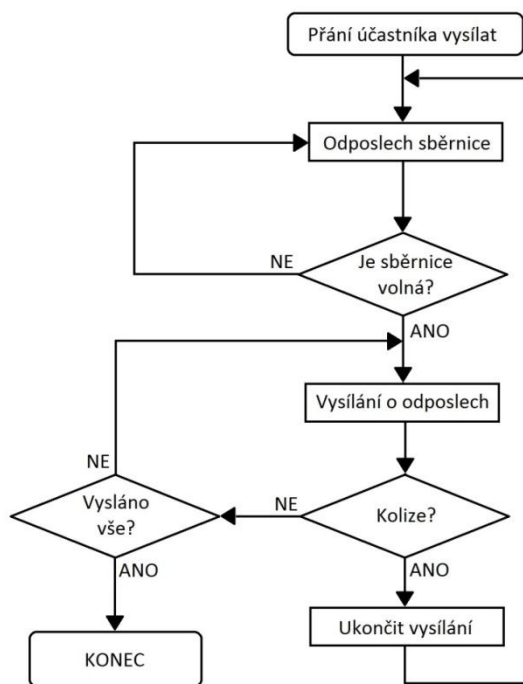 Přání účastníka vysílat
Odposlech sběrnice
NE
Je sběrnice
volná?
ANO
Vysílání o odposlech
NE
Vysláno
vše?
NE
Kolize?
ANO
ANO
KONEC
Ukončit vysílání